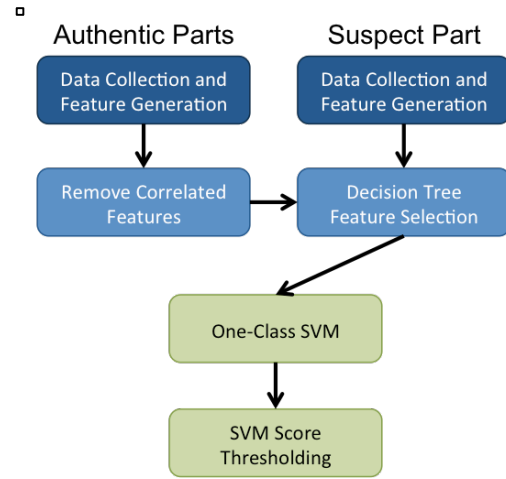 Authentic Parts
Suspect Part
Data Collection and
Feature Generation
Data Collection and
Feature Generation
Remove Correlated
Features
Decision Tree
Feature Selection
One-Class SVM
SVM Score
Thresholding